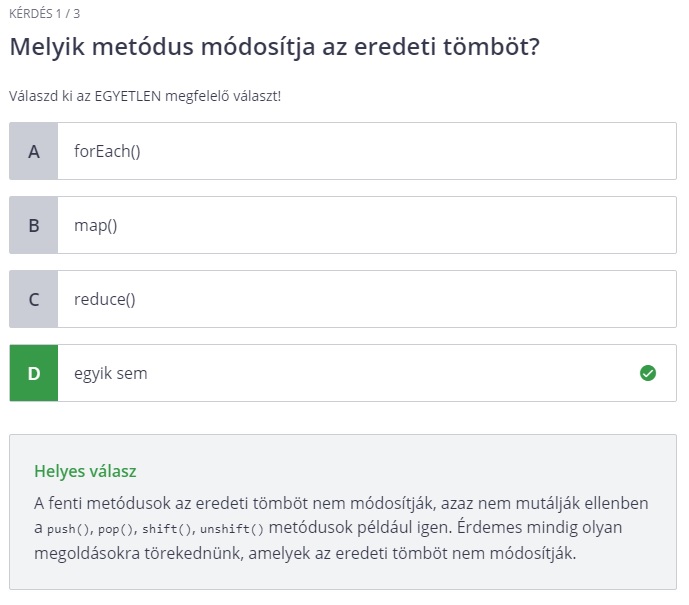 KÉRDÉS 1 / 3
Melyik metódus módosítja az eredeti tömböt?
Válaszd ki az EGYETLEN megfelelő választ!
A forEach()
B map()
C reduce()
D egyik sem
Helyes válasz
A fenti metódusok az eredeti tömböt nem módosítják, azaz nem mutálják ellenben
a push(), pop(), shift(), unshift() metódusok például igen. Érdemes mindig olyan
megoldásokra törekednünk, amelyek az eredeti tömböt nem módosítják.